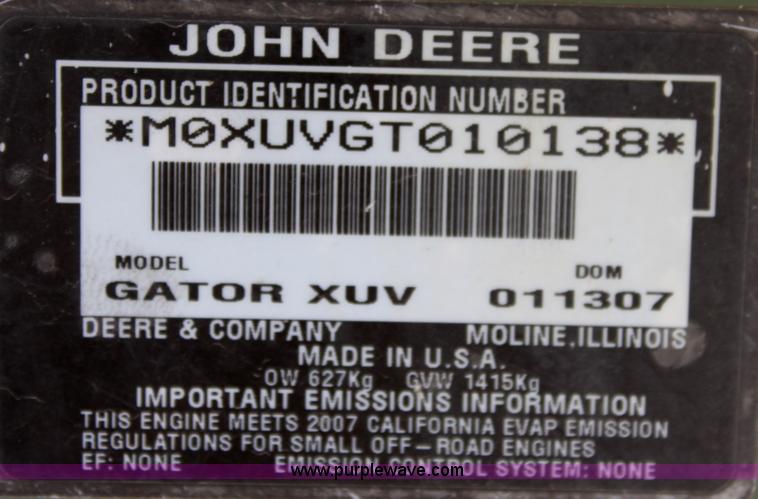 JOHN DEERE
PRODUCT IDENTIFICATION NUMBER
*M0XUVGT010138*
MODEL DOM
GATOR XUV 011307
DEERE & COMPANY MOLINE, ILLINOIS
MADE IN U.S.A.
OW 627Kg GVW 1415Kg
IMPORTANT EMISSIONS INFORMATION
THIS ENGINE MEETS 2007 CALIFORNIA EVAP EMISSION
REGULATIONS FOR SMALL OFF-ROAD ENGINES
EF: NONE EMISSION CONTROL SYSTEM: NONE
www.purplewave.com